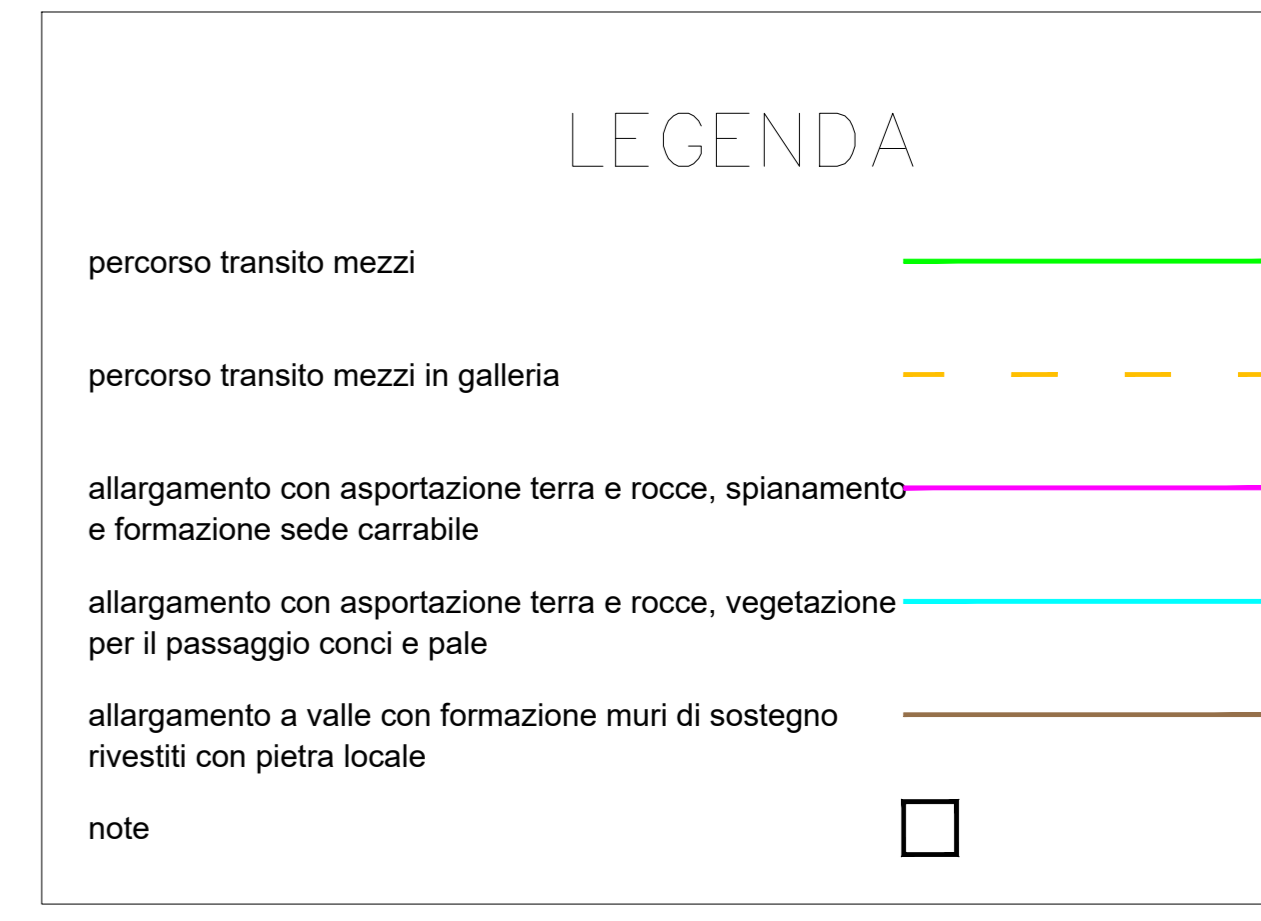 LEGENDA
percorso transito mezzi
percorso transito mezzi in galleria
allargamento con asportazione terra e rocce, spianamento
e formazione sede carrabile
allargamento con asportazione terra e rocce, vegetazione
per il passaggio conci e pale
allargamento a valle con formazione muri di sostegno
rivestiti con pietra locale
note